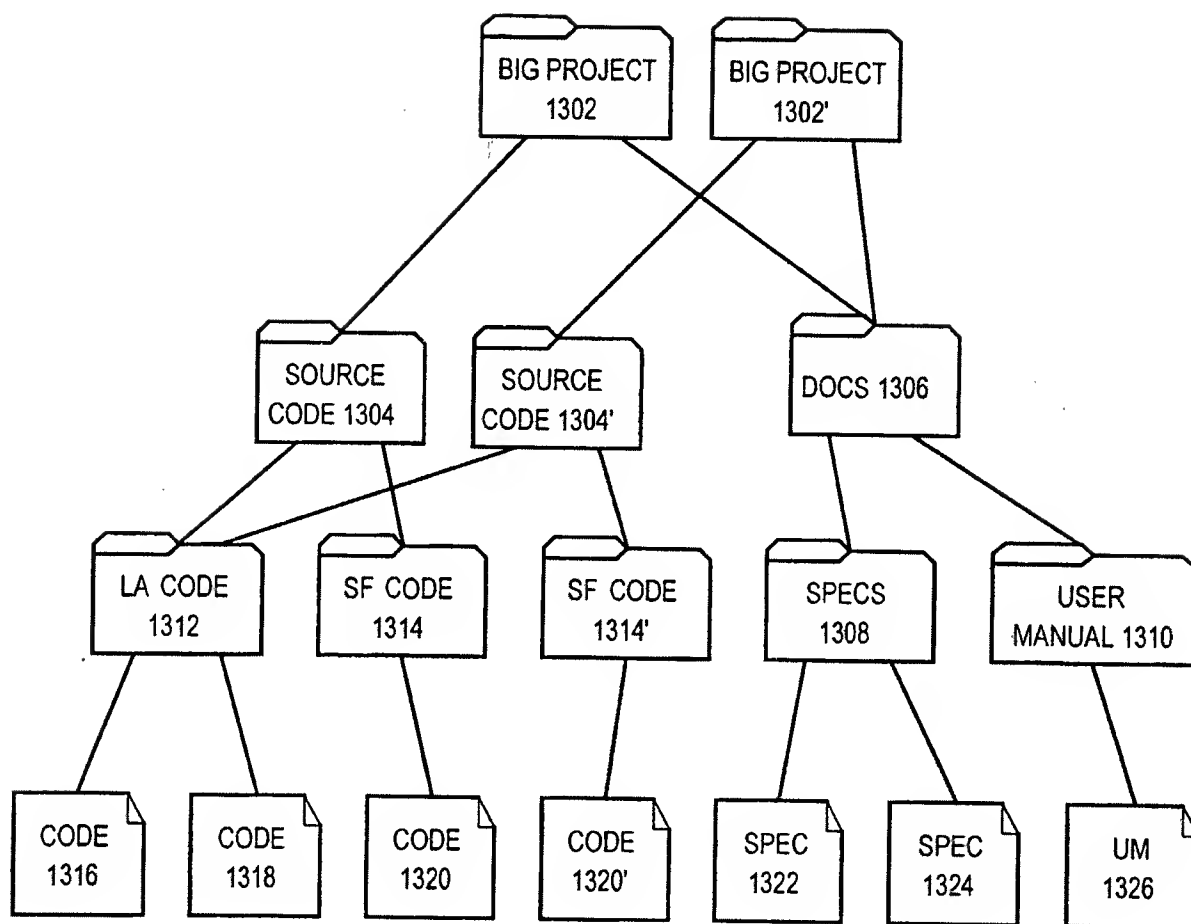 BIG PROJECT
1302
BIG PROJECT
1302'
SOURCE
CODE 1304
SOURCE
CODE 1304'
DOCS 1306
LA CODE
1312
SF CODE
1314
SF CODE
1314'
SPECS
1308
USER
MANUAL 1310
CODE
1316
CODE
1318
CODE
1320
CODE
1320'
SPEC
1322
SPEC
1324
UM
1326